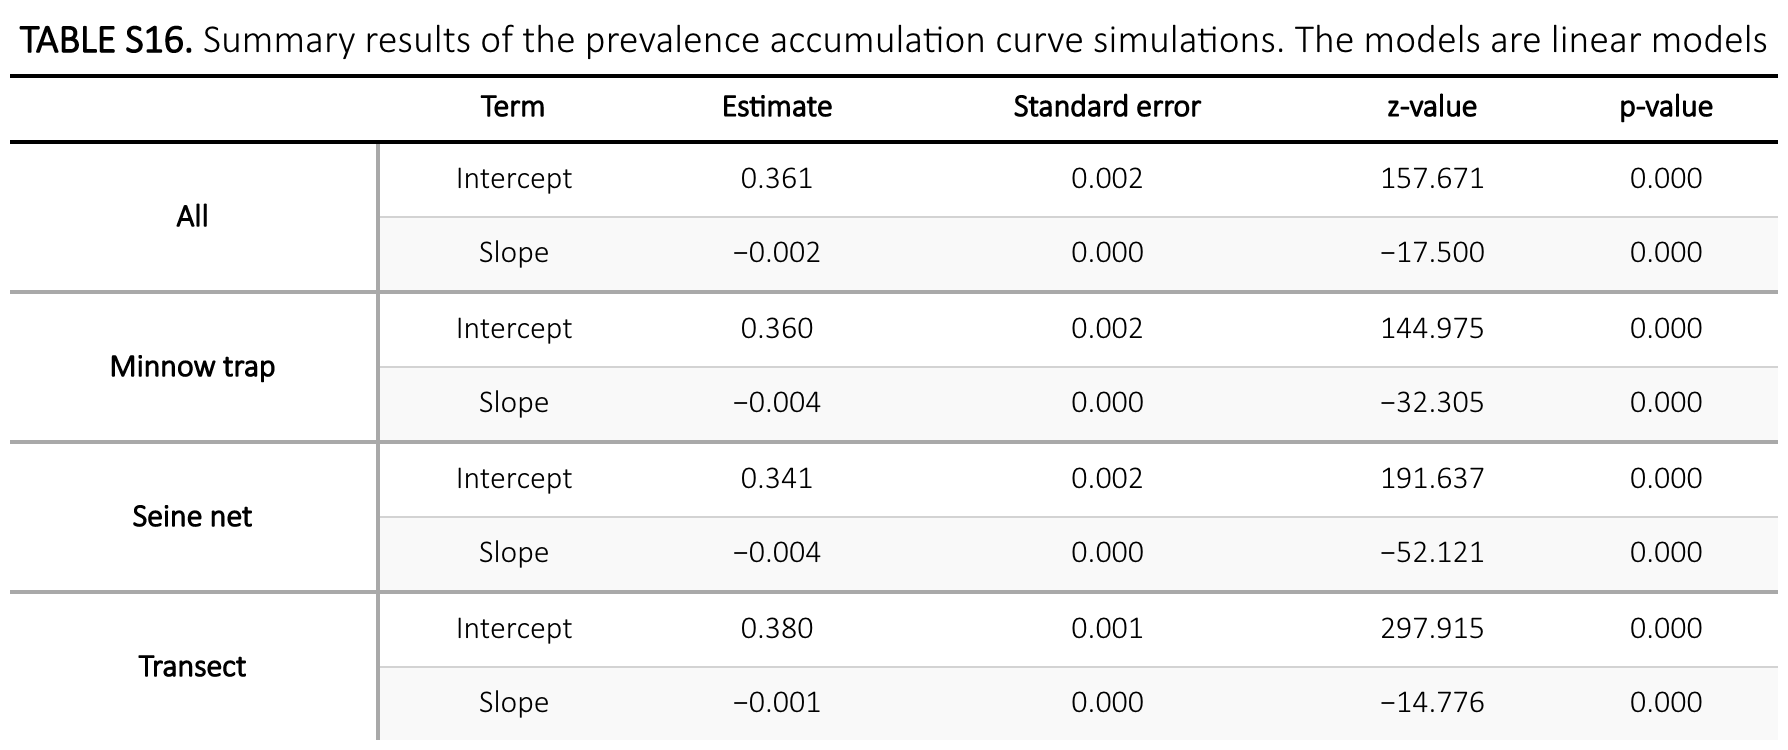 TABLE S16. Summary results of the prevalence accumulation curve simulations. The models are linear models
Term Estimate Standard error z-value p-value
All
Intercept 0.361 0.002 157.671 0.000
Slope −0.002 0.000 −17.500 0.000
Minnow trap
Intercept 0.360 0.002 144.975 0.000
Slope −0.004 0.000 −32.305 0.000
Seine net
Intercept 0.341 0.002 191.637 0.000
Slope −0.004 0.000 −52.121 0.000
Transect
Intercept 0.380 0.001 297.915 0.000
Slope −0.001 0.000 −14.776 0.000